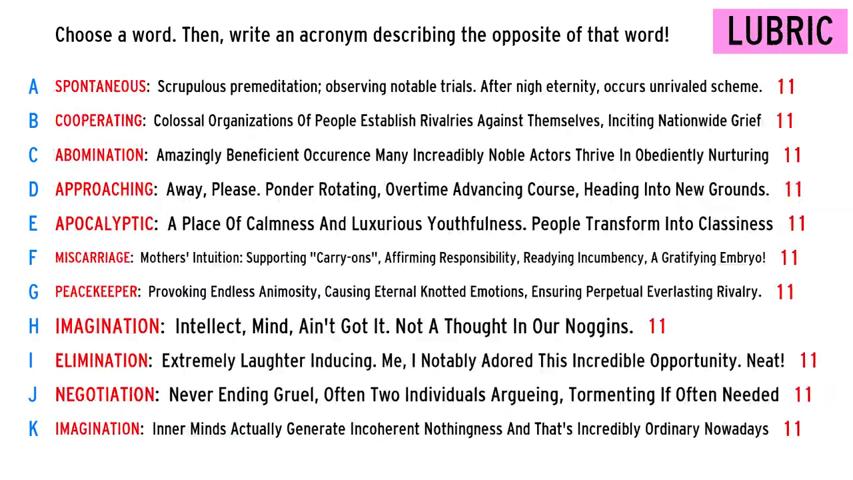 Choose a word. Then, write an acronym describing the opposite of that word!
LUBRIC
A SPONTANEOUS: Scrupulous premeditation; observing notable trials. After nigh eternity, occurs unrivaled scheme. 11
B COOPERATING: Colossal Organizations Of People Establish Rivalries Against Themselves, Inciting Nationwide Grief 11
C ABOMINATION: Amazingly Beneficient Occurence Many Increadibly Noble Actors Thrive In Obediently Nurturing 11
D APPROACHING: Away, Please. Ponder Rotating, Overtime Advancing Course, Heading Into New Grounds. 11
E APOCALYPTIC: A Place Of Calmness And Luxurious Youthfulness. People Transform Into Classiness 11
F MISCARRIAGE: Mothers' Intuition: Supporting "Carry-ons", Affirming Responsibility, Readying Incumbency, A Gratifying Embryo! 11
G PEACEKEEPER: Provoking Endless Animosity, Causing Eternal Knotted Emotions, Ensuring Perpetual Everlasting Rivalry. 11
H IMAGINATION: Intellect, Mind, Ain't Got It. Not A Thought In Our Noggins. 11
I ELIMINATION: Extremely Laughter Inducing. Me, I Notably Adored This Incredible Opportunity. Neat! 11
J NEGOTIATION: Never Ending Gruel, Often Two Individuals Argueing, Tormenting If Often Needed 11
K IMAGINATION: Inner Minds Actually Generate Incoherent Nothingness And That's Incredibly Ordinary Nowadays 11